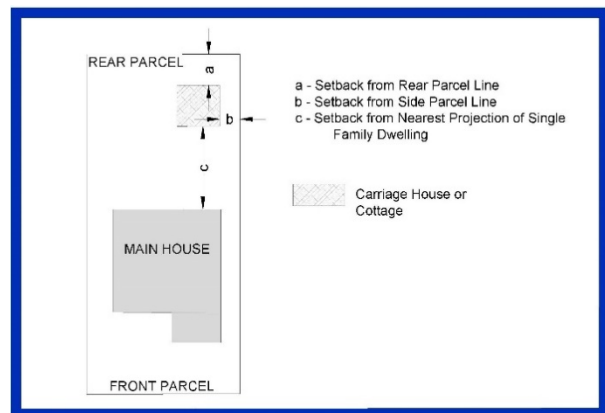 REAR PARCEL
a
b
c
MAIN HOUSE
FRONT PARCEL
a - Setback from Rear Parcel Line
b - Setback from Side Parcel Line
c - Setback from Nearest Projection of Single
Family Dwelling
Carriage House or
Cottage